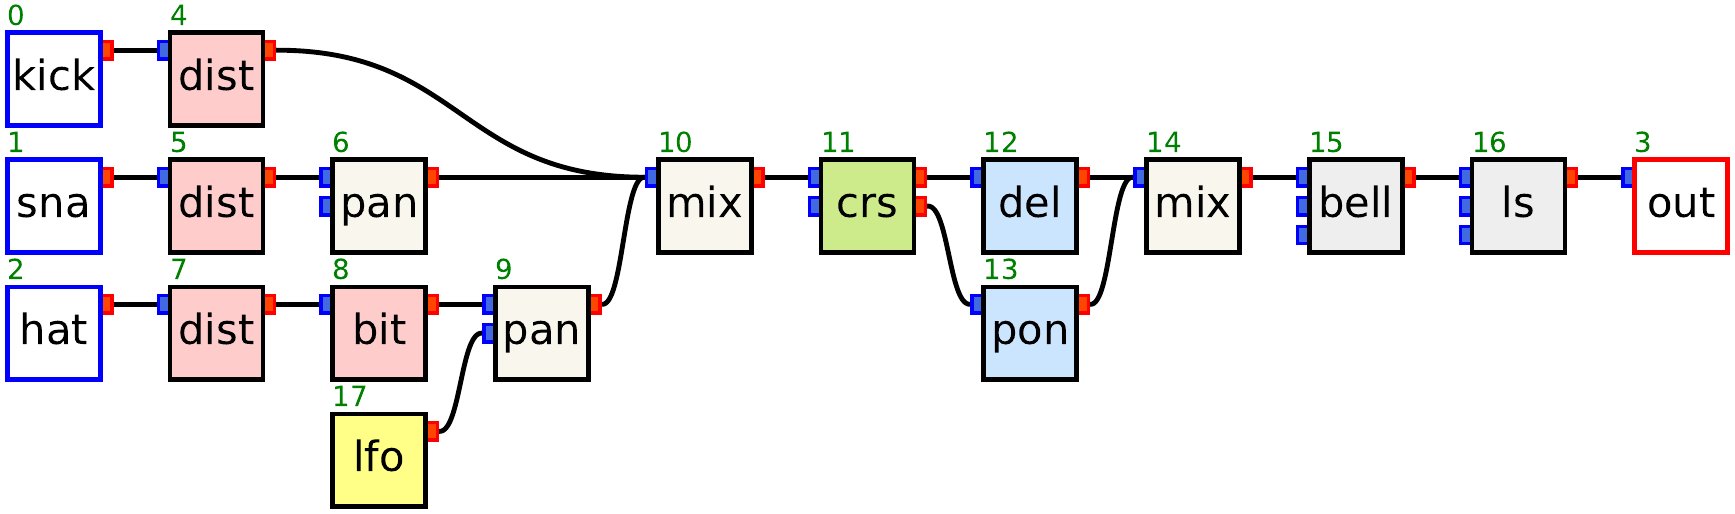 0 4
kick dist
1 5 6 10 11 12 14 15 16 3
sna dist pan mix crs del mix bell ls out
2 7 8 9 13
hat dist bit pan pon
17
lfo